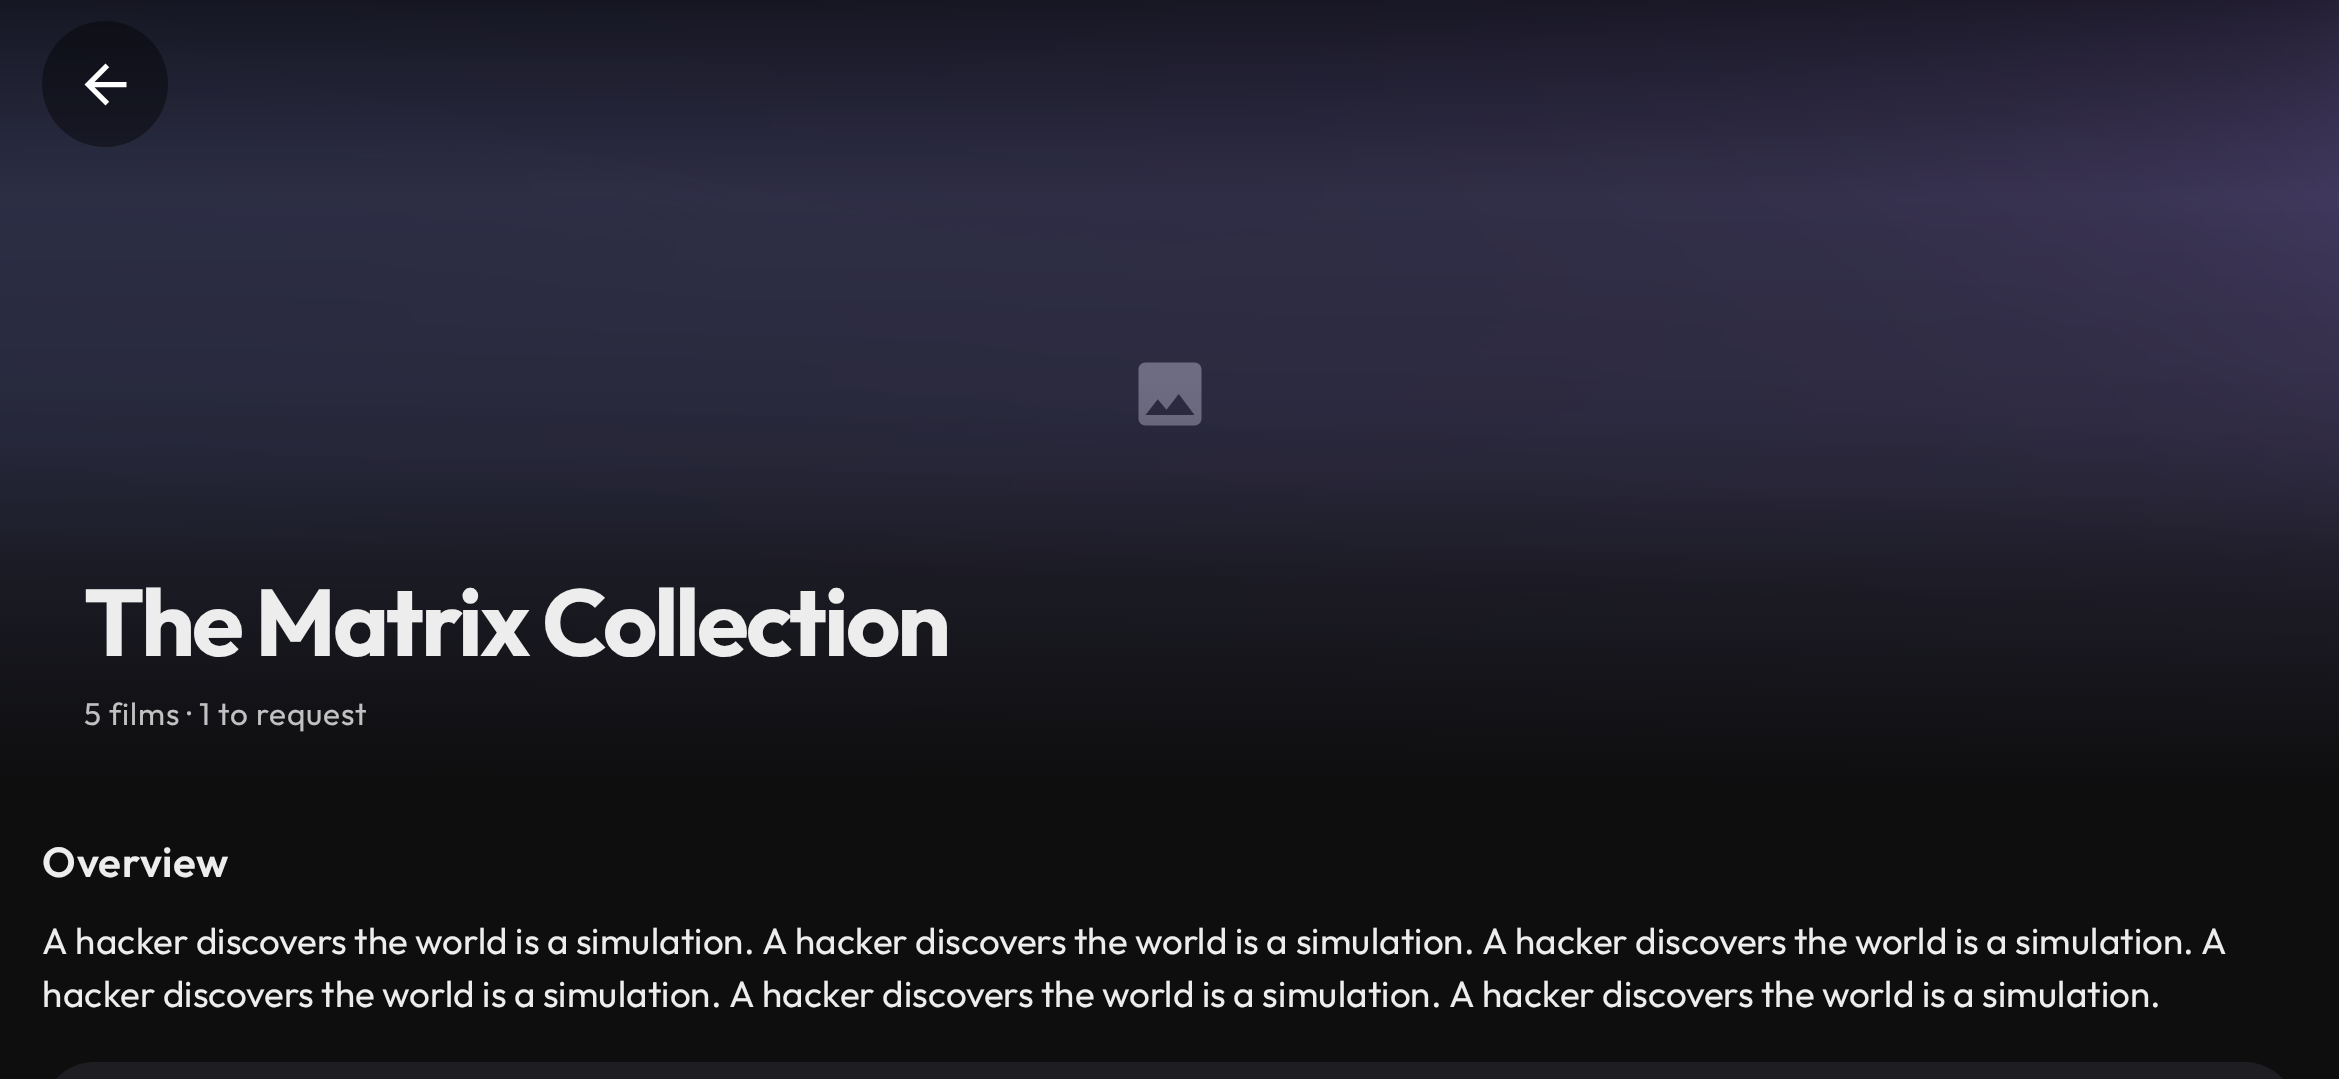 The Matrix Collection
5 films · 1 to request
Overview
A hacker discovers the world is a simulation. A hacker discovers the world is a simulation. A hacker discovers the world is a simulation. A
hacker discovers the world is a simulation. A hacker discovers the world is a simulation. A hacker discovers the world is a simulation.